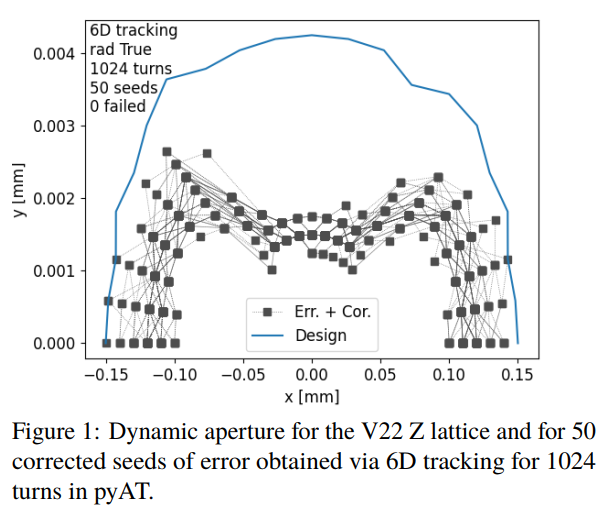 6D tracking
rad True
1024 turns
50 seeds
0 failed
0.004
0.003
0.002
0.001
0.000
y [mm]
Err. + Cor.
Design
−0.15 −0.10 −0.05 0.00 0.05 0.10 0.15
x [mm]
Figure 1: Dynamic aperture for the V22 Z lattice and for 50
corrected seeds of error obtained via 6D tracking for 1024
turns in pyAT.